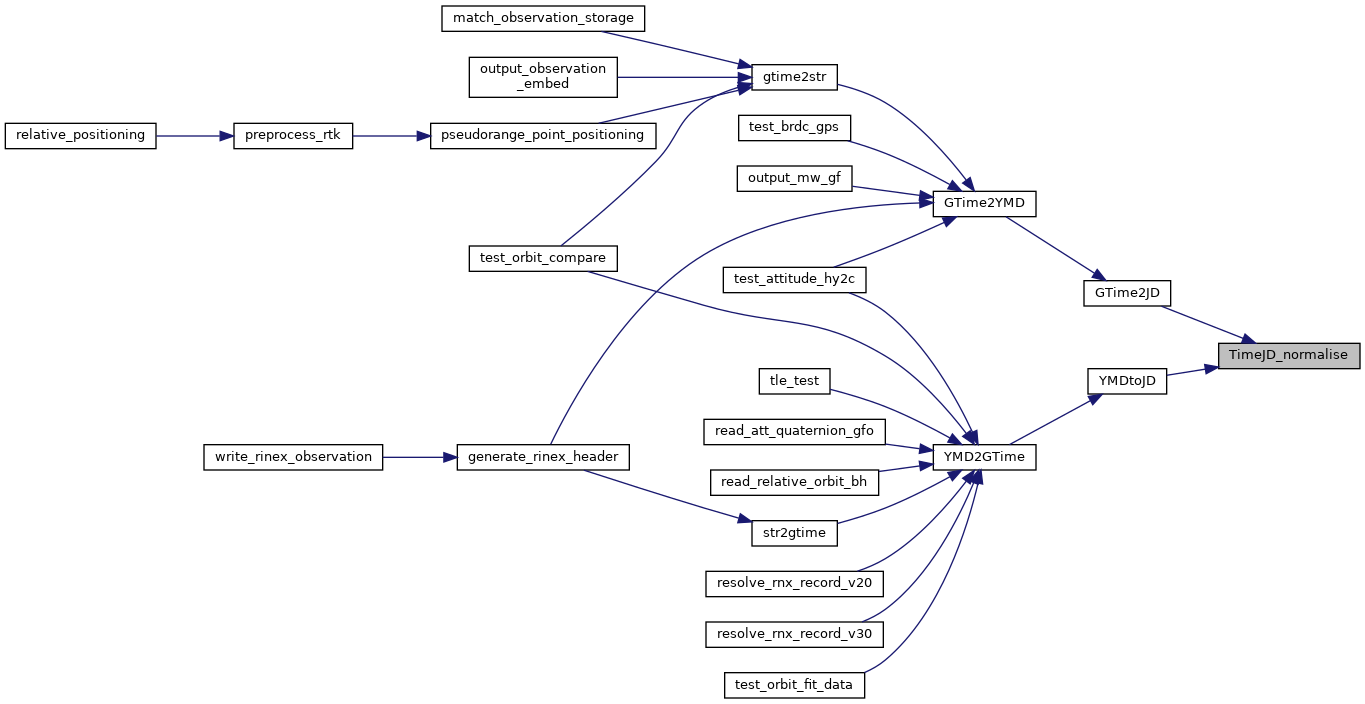 match_observation_storage
output_observation
_embed
gtime2str
relative_positioning
preprocess_rtk
pseudorange_point_positioning
test_brdc_gps
output_mw_gf
GTime2YMD
test_orbit_compare
test_attitude_hy2c
GTime2JD
TimeJD_normalise
YMDtoJD
tle_test
read_att_quaternion_gfo
write_rinex_observation
generate_rinex_header
YMD2GTime
read_relative_orbit_bh
str2gtime
resolve_rnx_record_v20
resolve_rnx_record_v30
test_orbit_fit_data